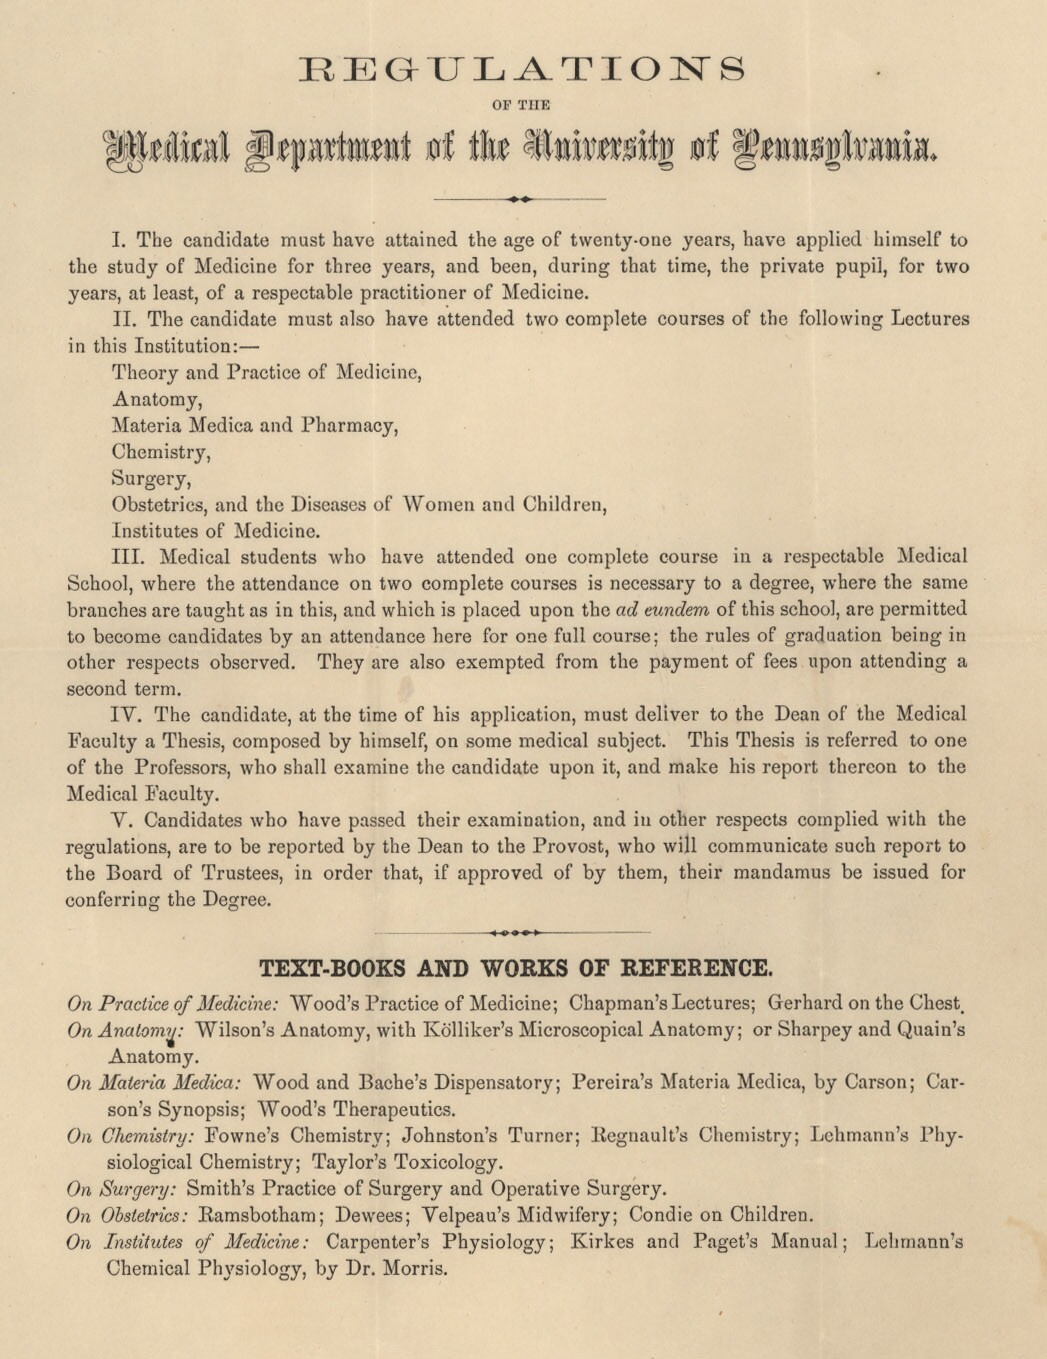 REGULATIONS
OF THE
Medical Department of the University of Pennsylvania.
I. The candidate must have attained the age of twenty-one years, have applied himself to
the study of Medicine for three years, and been, during that time, the private pupil, for two
years, at least, of a respectable practitioner of Medicine.
II. The candidate must also have attended two complete courses of the following Lectures
in this Institution:—
Theory and Practice of Medicine,
Anatomy,
Materia Medica and Pharmacy,
Chemistry,
Surgery,
Obstetrics, and the Diseases of Women and Children,
Institutes of Medicine.
III. Medical students who have attended one complete course in a respectable Medical
School, where the attendance on two complete courses is necessary to a degree, where the same
branches are taught as in this, and which is placed upon the ad eundem of this school, are permitted
to become candidates by an attendance here for one full course; the rules of graduation being in
other respects observed. They are also exempted from the payment of fees upon attending a
second term.
IV. The candidate, at the time of his application, must deliver to the Dean of the Medical
Faculty a Thesis, composed by himself, on some medical subject. This Thesis is referred to one
of the Professors, who shall examine the candidate upon it, and make his report thereon to the
Medical Faculty.
V. Candidates who have passed their examination, and in other respects complied with the
regulations, are to be reported by the Dean to the Provost, who will communicate such report to
the Board of Trustees, in order that, if approved of by them, their mandamus be issued for
conferring the Degree.
TEXT-BOOKS AND WORKS OF REFERENCE.
On Practice of Medicine: Wood's Practice of Medicine; Chapman's Lectures; Gerhard on the Chest.
On Anatomy: Wilson's Anatomy, with Kölliker's Microscopical Anatomy; or Sharpey and Quain's
Anatomy.
On Materia Medica: Wood and Bache's Dispensatory; Pereira's Materia Medica, by Carson; Car-
son's Synopsis; Wood's Therapeutics.
On Chemistry: Fowne's Chemistry; Johnston's Turner; Regnault's Chemistry; Lehmann's Phy-
siological Chemistry; Taylor's Toxicology.
On Surgery: Smith's Practice of Surgery and Operative Surgery.
On Obstetrics: Ramsbotham; Dewees; Velpeau's Midwifery; Condie on Children.
On Institutes of Medicine: Carpenter's Physiology; Kirkes and Paget's Manual; Lehmann's
Chemical Physiology, by Dr. Morris.